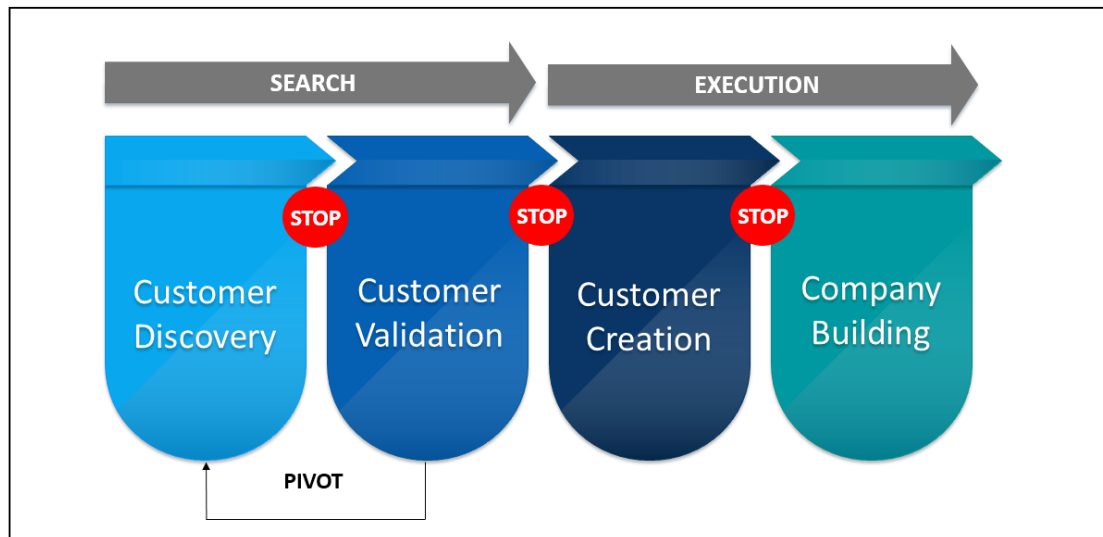 SEARCH
EXECUTION
STOP
STOP
STOP
Customer
Discovery
Customer
Validation
Customer
Creation
Company
Building
PIVOT